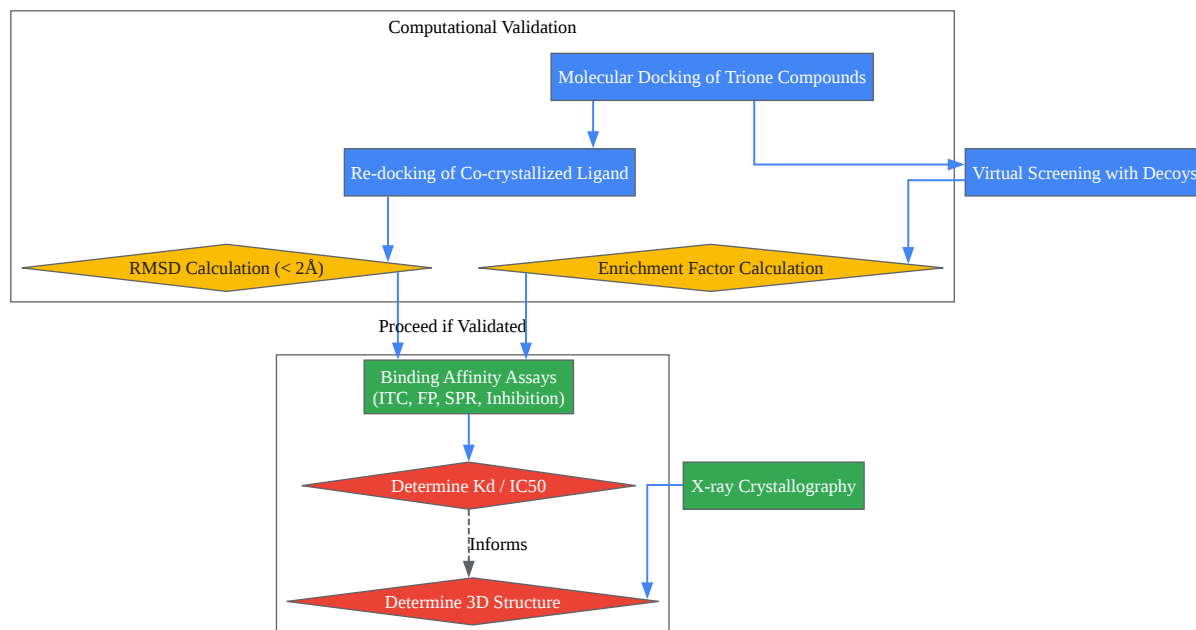 Computational Validation
Molecular Docking of Trione Compounds
Re-docking of Co-crystallized Ligand
Virtual Screening with Decoys
RMSD Calculation (< 2Å)
Enrichment Factor Calculation
Proceed if Validated
Binding Affinity Assays
(ITC, FP, SPR, Inhibition)
Determine Kd / IC50
X-ray Crystallography
Informs
Determine 3D Structure